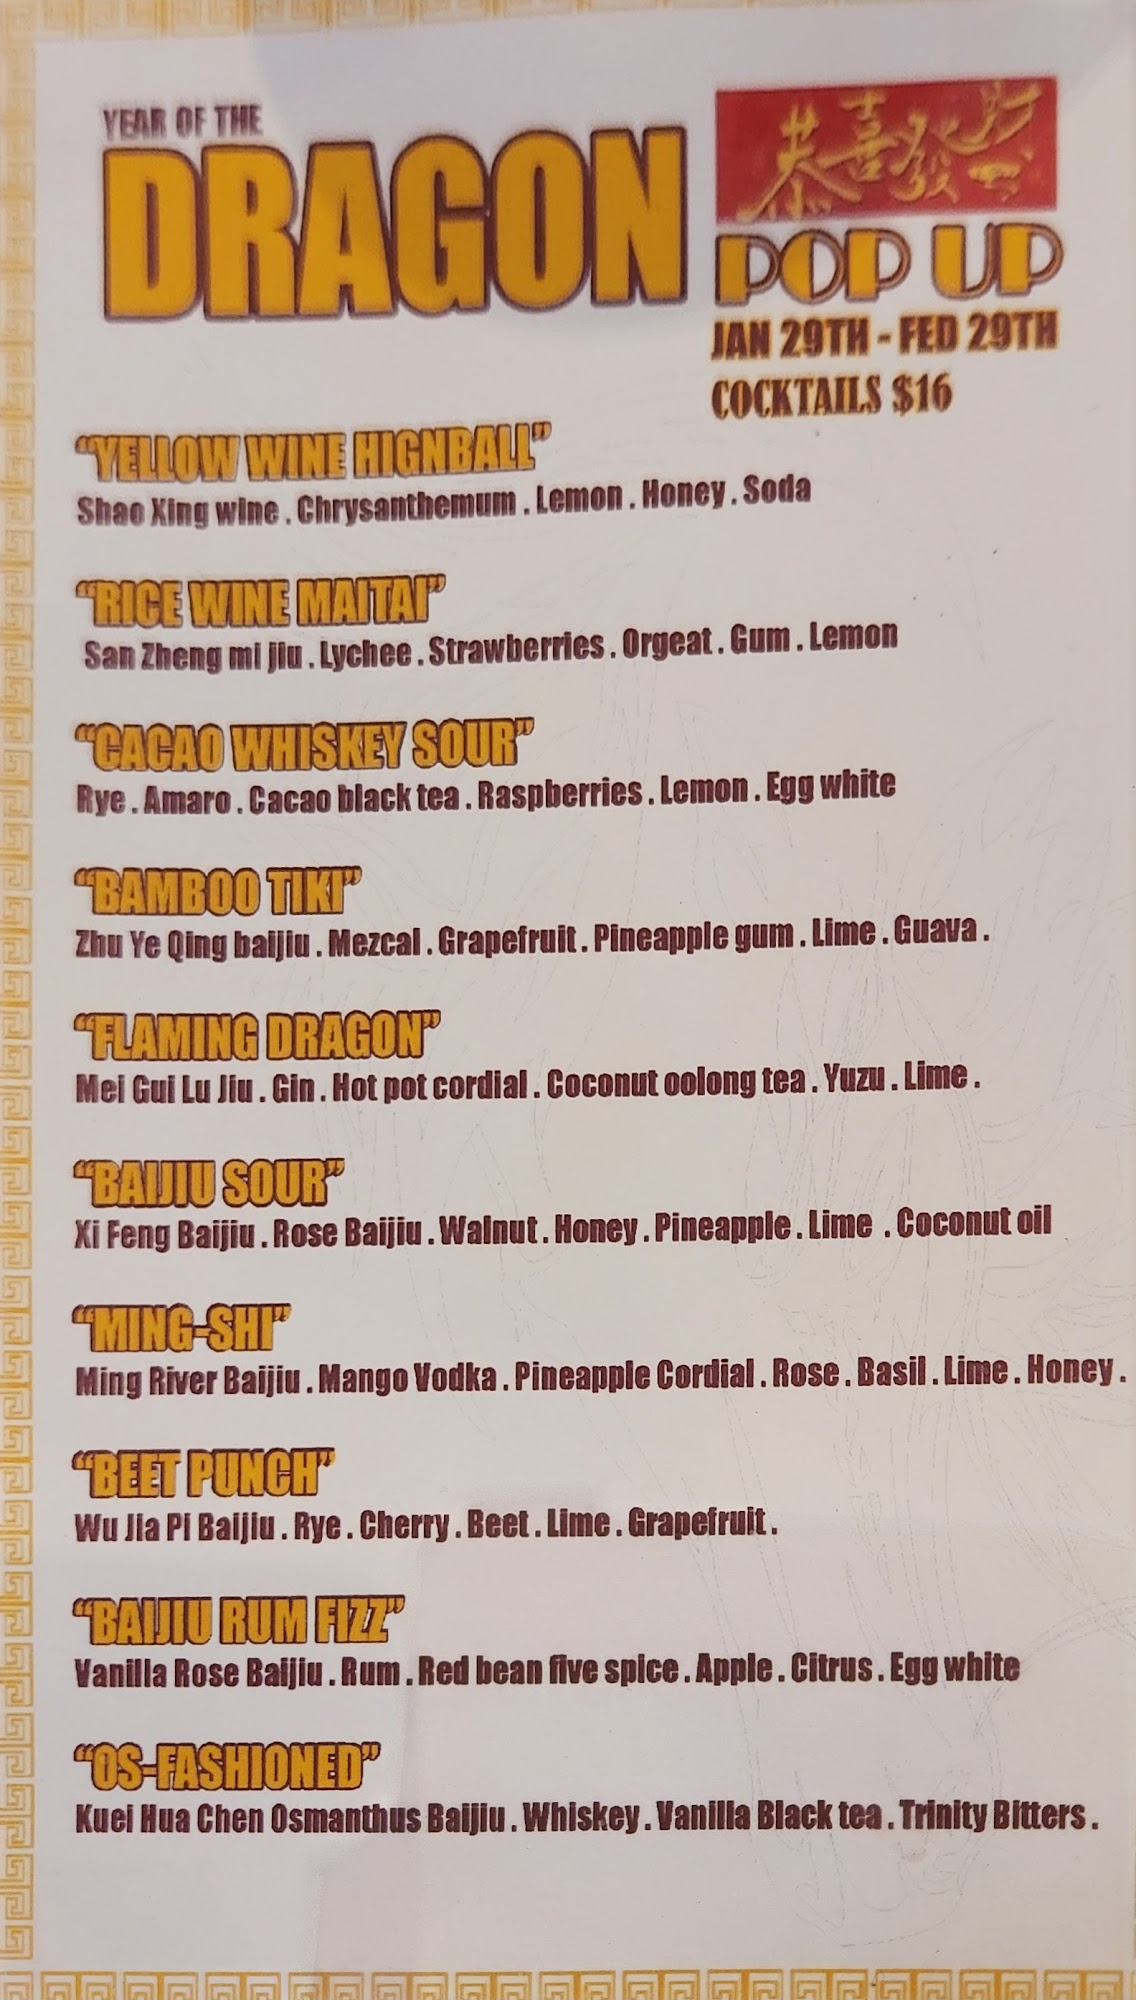 YEAR OF THE
DRAGON
恭喜發財
POP UP
JAN 29TH - FED 29TH
COCKTAILS $16
"YELLOW WINE HIGNBALL"
Shao Xing wine . Chrysanthemum . Lemon . Honey . Soda
"RICE WINE MAITAI"
San Zheng mi jiu . Lychee . Strawberries . Orgeat . Gum . Lemon
"CACAO WHISKEY SOUR"
Rye . Amaro . Cacao black tea . Raspberries . Lemon . Egg white
"BAMBOO TIKI"
Zhu Ye Qing baijiu . Mezcal . Grapefruit . Pineapple gum . Lime . Guava .
"FLAMING DRAGON"
Mei Gui Lu Jiu . Gin . Hot pot cordial . Coconut oolong tea . Yuzu . Lime .
"BAIJIU SOUR"
Xi Feng Baijiu . Rose Baijiu . Walnut . Honey . Pineapple . Lime . Coconut oil
"MING-SHI"
Ming River Baijiu . Mango Vodka . Pineapple Cordial . Rose . Basil . Lime . Honey .
"BEET PUNCH"
Wu Jia Pi Baijiu . Rye . Cherry . Beet . Lime . Grapefruit .
"BAIJIU RUM FIZZ"
Vanilla Rose Baijiu . Rum . Red bean five spice . Apple . Citrus . Egg white
"OS-FASHIONED"
Kuei Hua Chen Osmanthus Baijiu . Whiskey . Vanilla Black tea . Trinity Bitters .